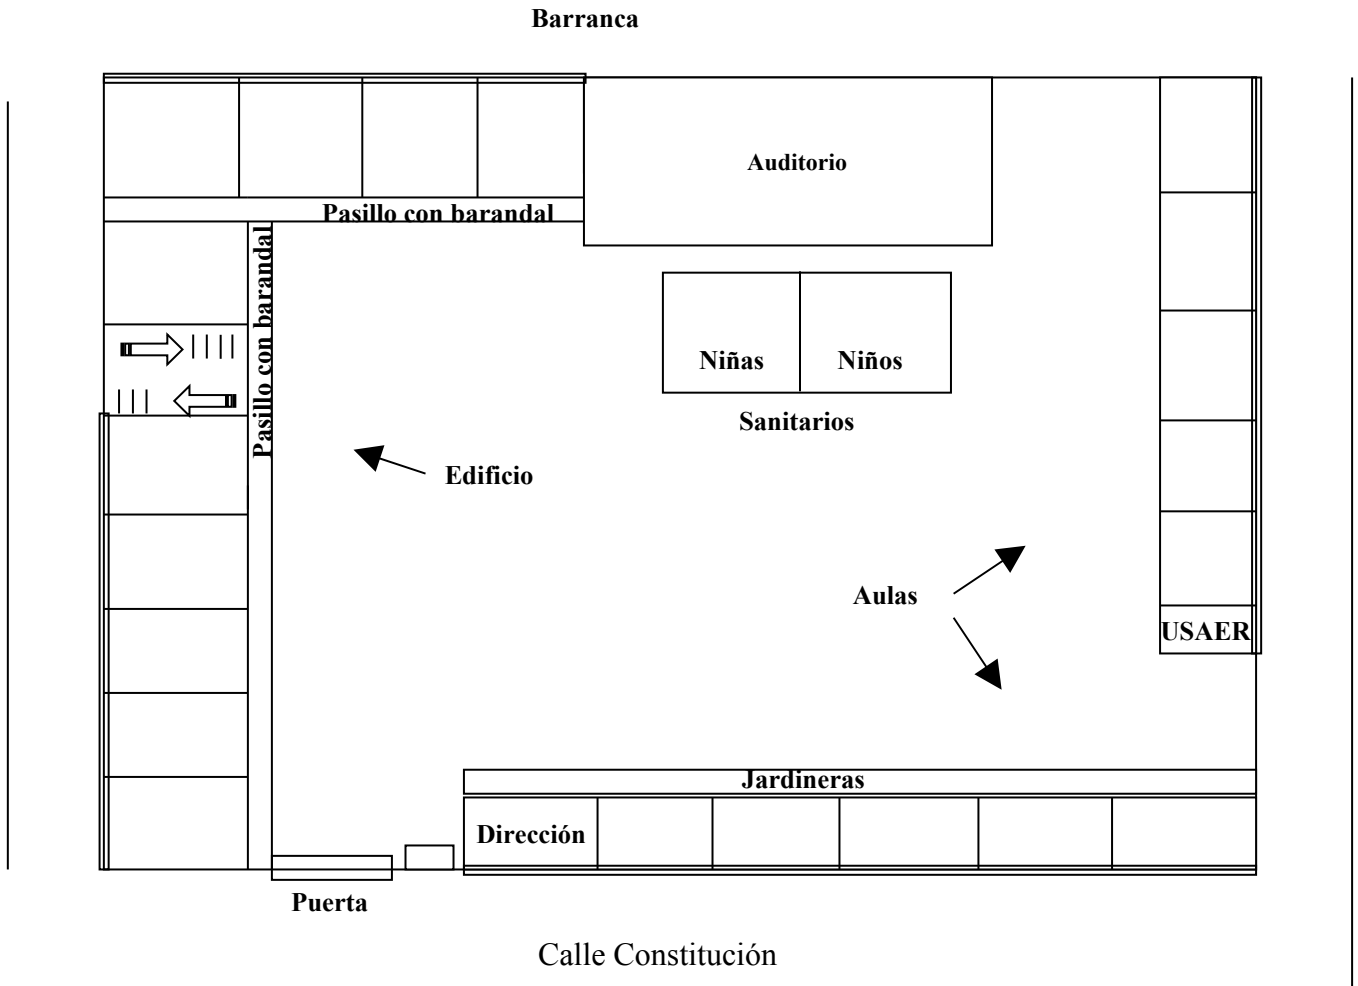 Barranca
Auditorio
Pasillo con barandal
Pasillo con barandal
Niñas
Niños
Sanitarios
Edificio
Aulas
USAER
Jardineras
Dirección
Puerta
Calle Constitución